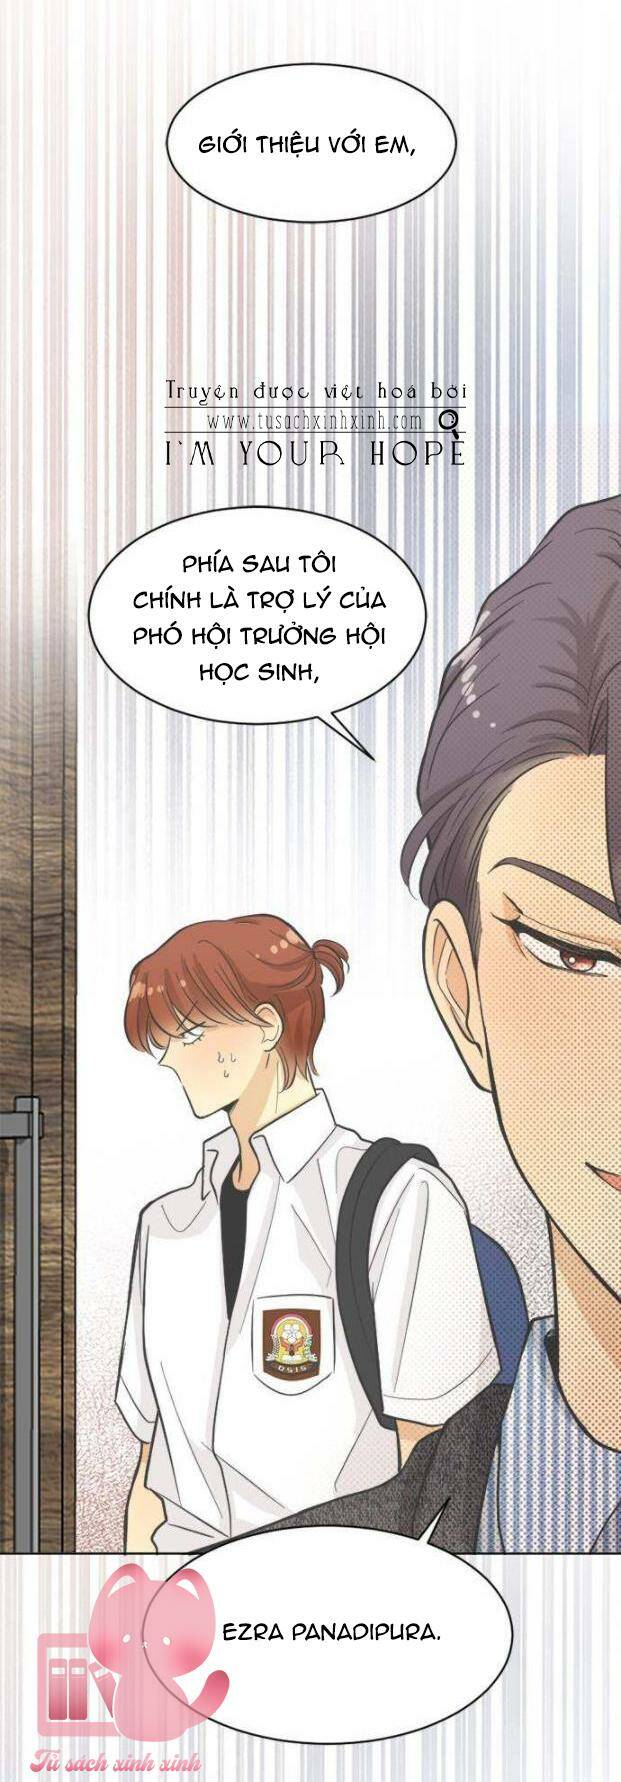 GIỚI THIỆU VỚI EM,
Truyện được việt hoá bởi
www.tusachxinhxinh.com
I'M YOUR HOPE
PHÍA SAU TÔI
CHÍNH LÀ TRỢ LÝ CỦA
PHÓ HỘI TRƯỞNG HỘI
HỌC SINH,
OSIS
EZRA PANADIPURA.
Tủ sách xinh xinh